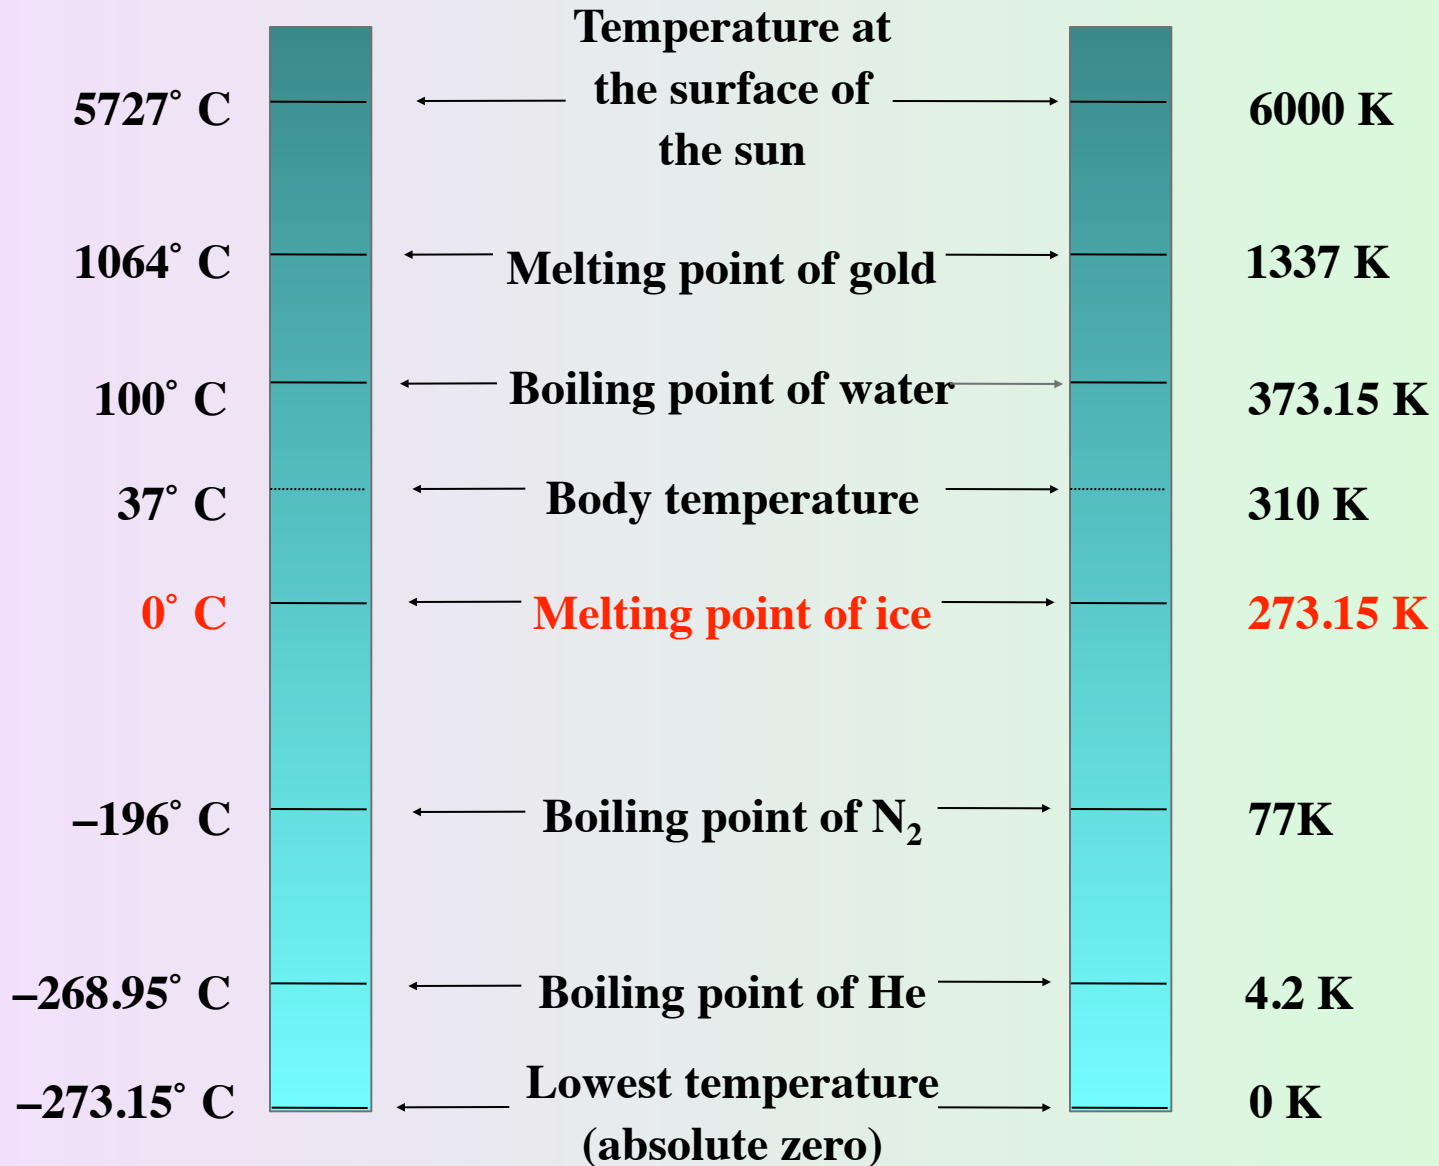 Temperature at
5727° C the surface of 6000 K
the sun
1064° C Melting point of gold 1337 K
100° C Boiling point of water 373.15 K
37° C Body temperature 310 K
0° C Melting point of ice 273.15 K
–196° C Boiling point of N₂ 77K
–268.95° C Boiling point of He 4.2 K
–273.15° C Lowest temperature 0 K
(absolute zero)